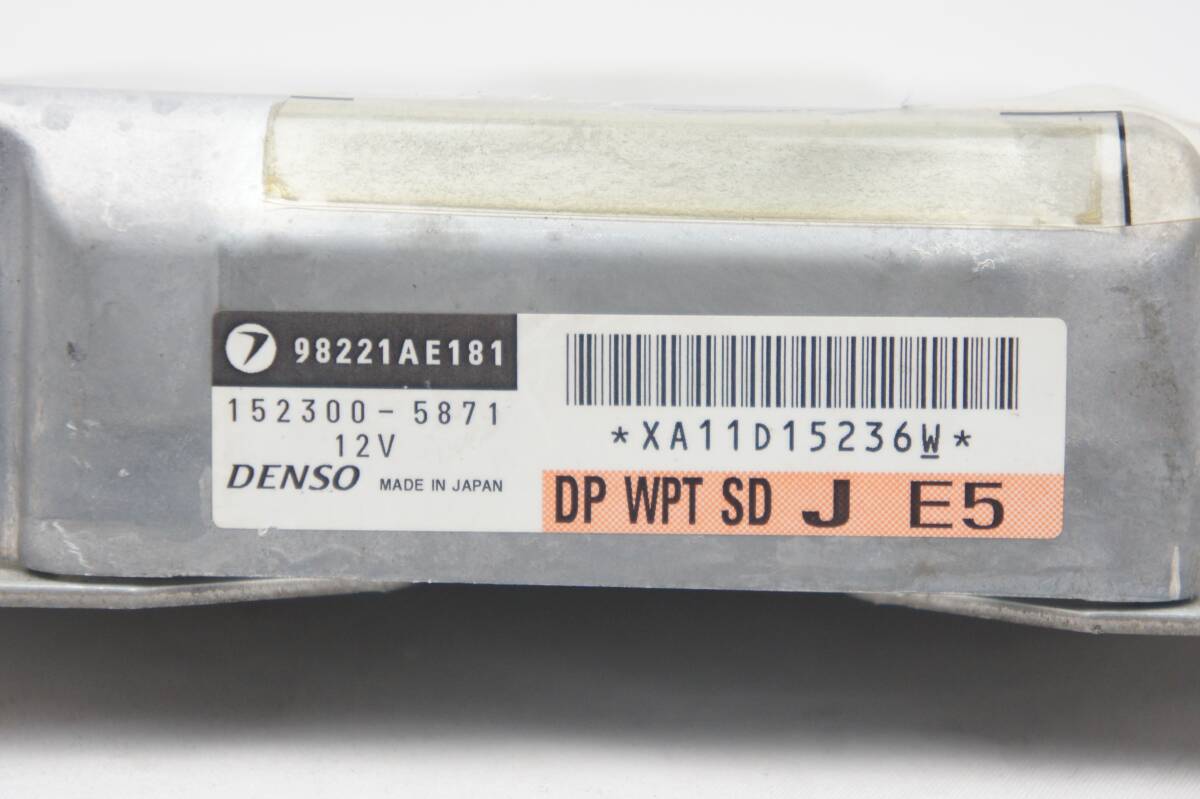 98221AE181
152300-5871
12V
DENSO MADE IN JAPAN
*XA11D15236W*
DP WPT SD J E5